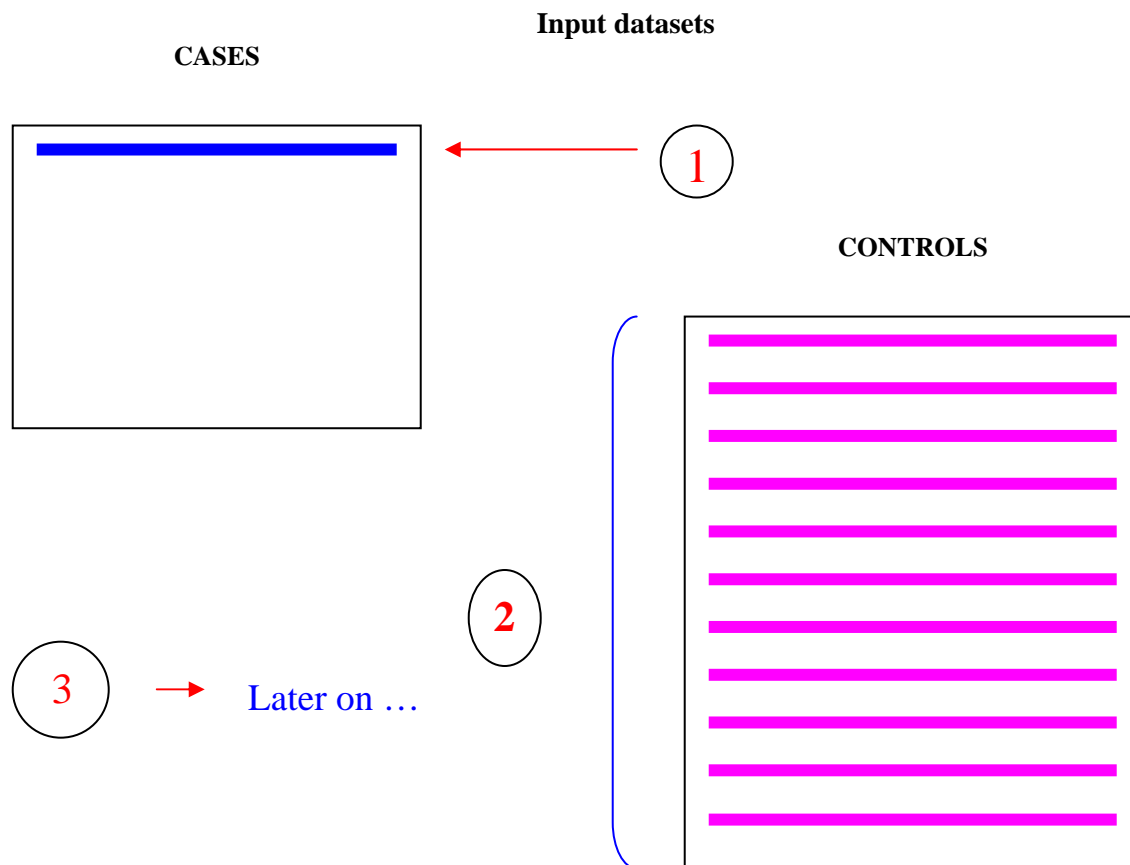 Input datasets
CASES
1
CONTROLS
2
3
Later on …